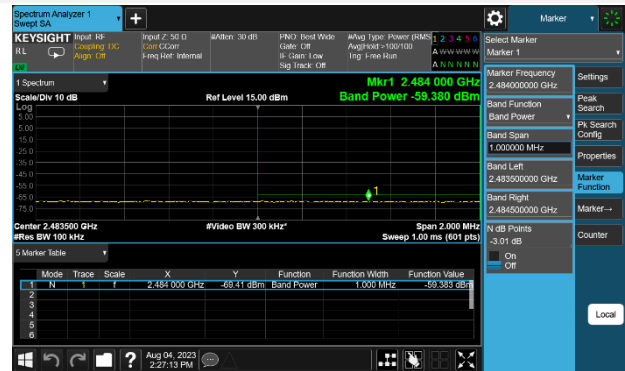 Spectrum Analyzer 1
Swept SA
Marker
KEYSIGHT Input: RF Input Z: 50 Ω #Atten: 30 dB PNO: Best Wide #Avg Type: Power (RMS 1 2 3 4 5 6
RL Coupling: DC Corr CCorr Gate: Off Avg|Hold:>100/100 A W W W W W
Align: Off Freq Ref: Internal IF Gain: Low Trig: Free Run
Sig Track: Off A N N N N N
LXI
Select Marker
Marker 1
1 Spectrum Mkr1 2.484 000 GHz
Scale/Div 10 dB Ref Level 15.00 dBm Band Power -59.380 dBm
Log
5.00
-5.00
-15.0
-25.0
-35.0
-45.0
-55.0
-65.0
-75.0
1
Center 2.483500 GHz #Video BW 300 kHz* Span 2.000 MHz
#Res BW 100 kHz Sweep 1.00 ms (601 pts)
5 Marker Table
Mode Trace Scale X Y Function Function Width Function Value
1 N 1 f 2.484 000 GHz -69.41 dBm Band Power 1.000 MHz -59.383 dBm
2
3
4
5
6
Marker Frequency
2.484000000 GHz
Band Function
Band Power
Band Span
1.000000 MHz
Band Left
2.483500000 GHz
Band Right
2.484500000 GHz
N dB Points
-3.01 dB
On
Off
Settings
Peak
Search
Pk Search
Config
Properties
Marker
Function
Marker→
Counter
Local
? Aug 04, 2023
2:27:13 PM